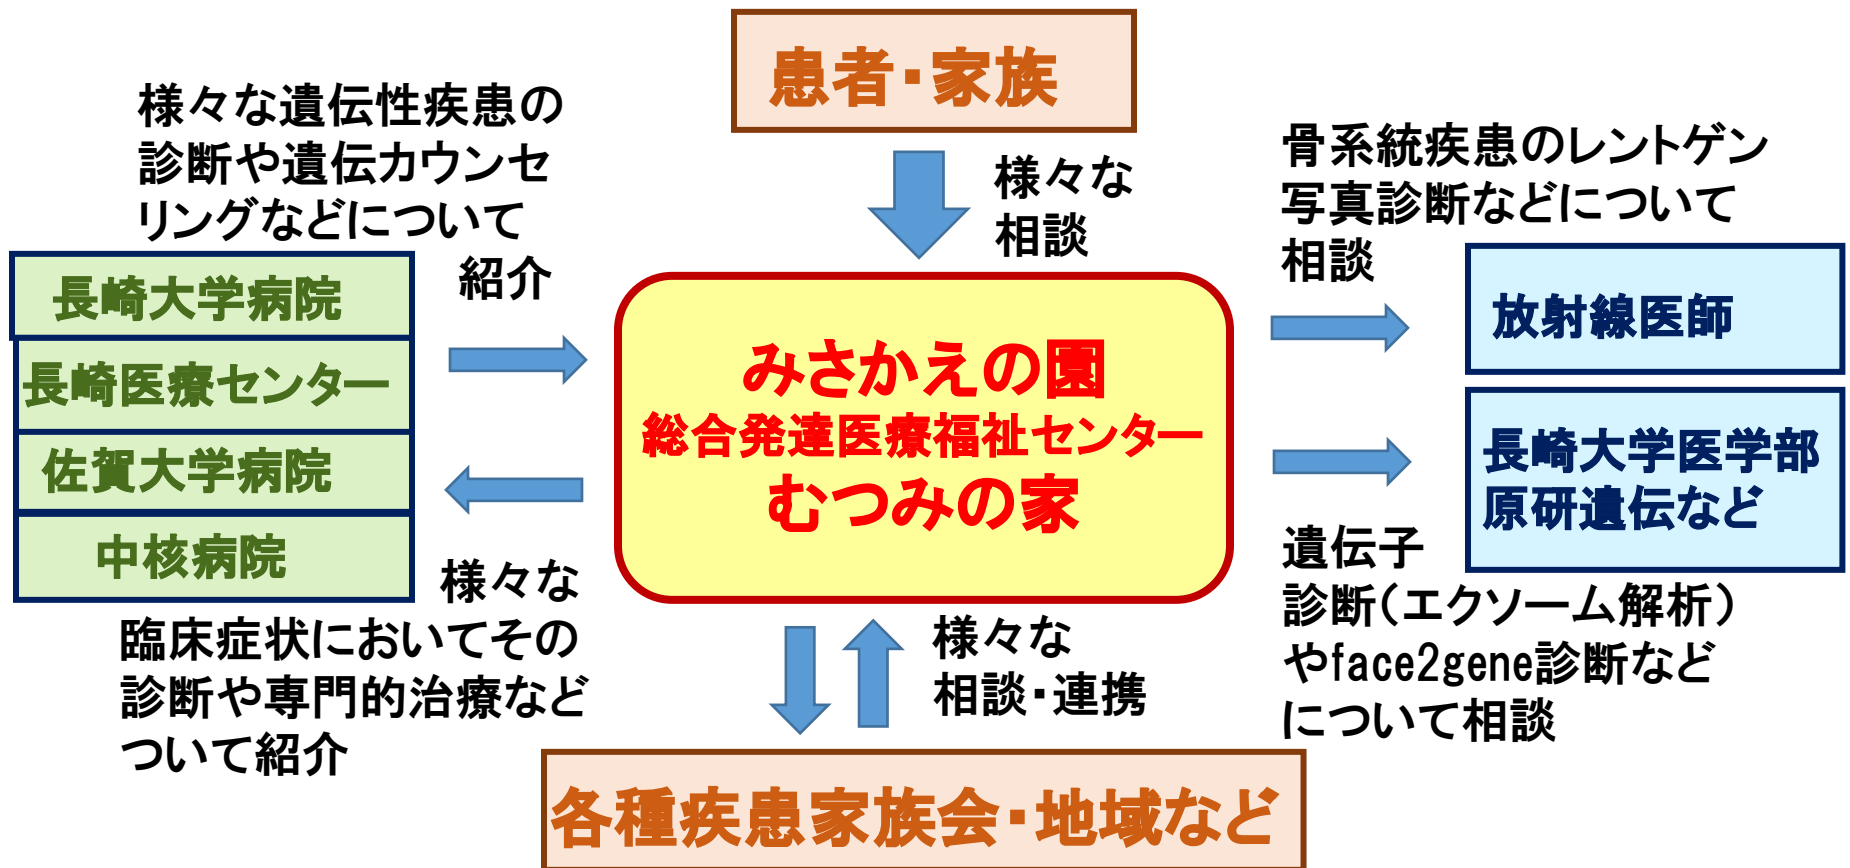 患者・家族
様々な
相談
様々な遺伝性疾患の
診断や遺伝カウンセ
リングなどについて
紹介
長崎大学病院
長崎医療センター
佐賀大学病院
中核病院
様々な
臨床症状においてその
診断や専門的治療など
ついて紹介
みさかえの園
総合発達医療福祉センター
むつみの家
骨系統疾患のレントゲン
写真診断などについて
相談
放射線医師
長崎大学医学部
原研遺伝など
遺伝子
診断（エクソーム解析）
やface2gene診断など
について相談
様々な
相談・連携
各種疾患家族会・地域など